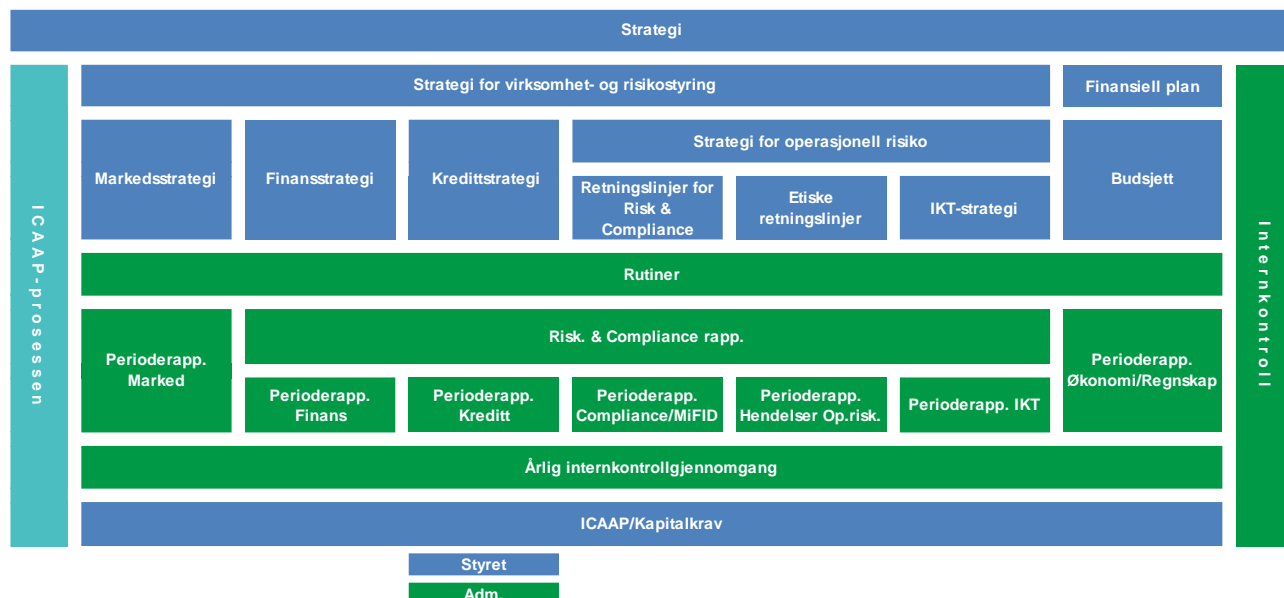 Strategi
ICAAP-prosessen
Strategi for virksomhet- og risikostyring
Finansiell plan
Internkontroll
Markedsstrategi
Finansstrategi
Kredittstrategi
Strategi for operasjonell risiko
Retningslinjer for
Risk &
Compliance
Etiske
retningslinjer
IKT-strategi
Budsjett
Rutiner
Perioderapp.
Marked
Risk. & Compliance rapp.
Perioderapp.
Økonomi/Regnskap
Perioderapp.
Finans
Perioderapp.
Kreditt
Perioderapp.
Compliance/MiFID
Perioderapp.
Hendelser Op.risk.
Perioderapp. IKT
Årlig internkontrollgjennomgang
ICAAP/Kapitalkrav
Styret
Adm.